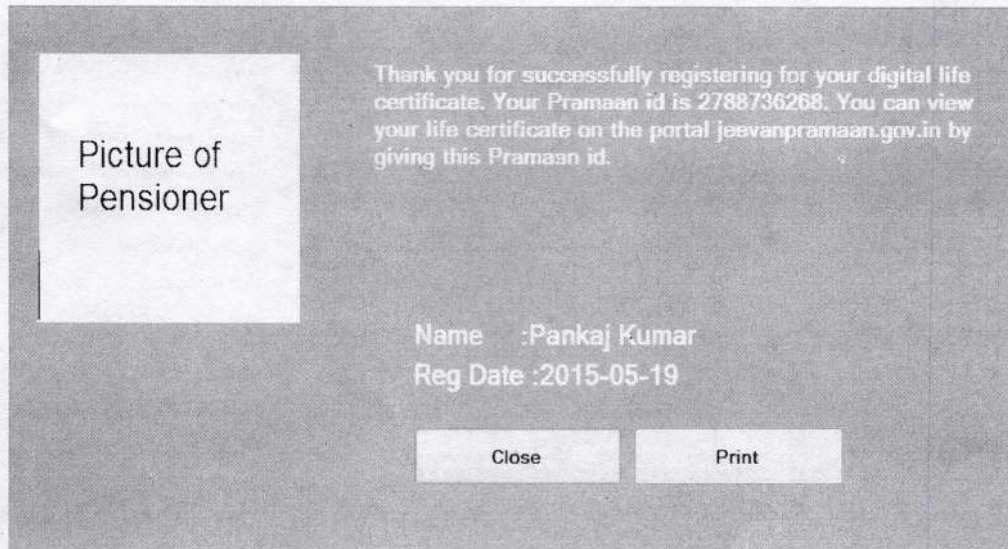 Picture of
Pensioner
Thank you for successfully registering for your digital life
certificate. Your Pramaan id is 2788736268. You can view
your life certificate on the portal jeevanpramaan.gov.in by
giving this Pramaan id.
Name :Pankaj Kumar
Reg Date :2015-05-19
Close
Print